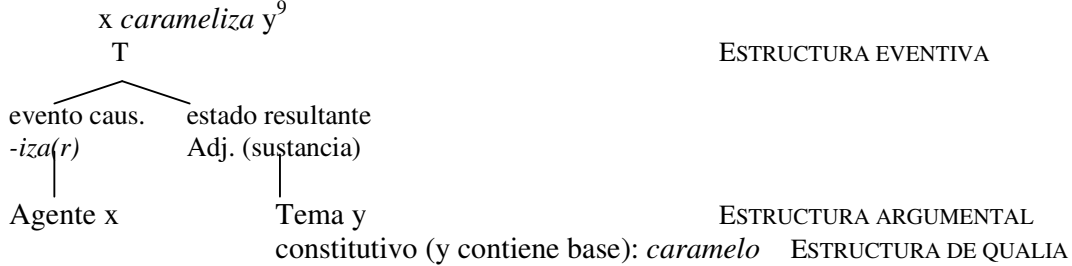 x carameliza y⁹
T ESTRUCTURA EVENTIVA
evento caus. estado resultante
-iza(r) Adj. (sustancia)
Agente x Tema y ESTRUCTURA ARGUMENTAL
constitutivo (y contiene base): caramelo ESTRUCTURA DE QUALIA